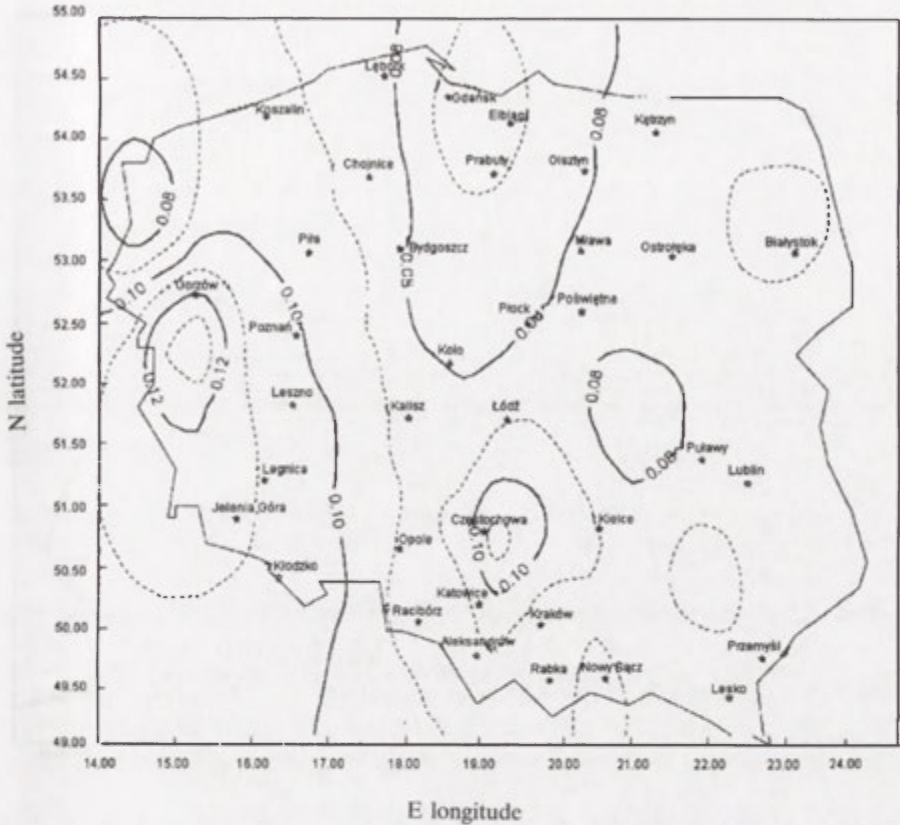 55.00
54.50
54.00
53.50
53.00
52.50
52.00
51.50
51.00
50.50
50.00
49.50
49.00
N latitude
14.00 15.00 16.00 17.00 18.00 19.00 20.00 21.00 22.00 23.00 24.00
E longitude
Lębork
Gdańsk
Koszalin
Elbląg
Kętrzyn
0.08
Chojnice
Prabuty
Olsztyn
0.08
Piła
Bydgoszcz
Mława
Ostrołęka
Białystok
0.10
Gorzów
0.10
Płock
Poświętne
Poznań
Koło
0.12
0.12
Leszno
Kalisz
Łódź
0.08
0.08
Puławy
Lublin
Legnica
Jelenia Góra
0.10
Częstochowa
Kielce
0.10
Opole
0.10
Kłodzko
Katowice
Racibórz
Kraków
Przemyśl
Rabka
Nowy Sącz
Lesko